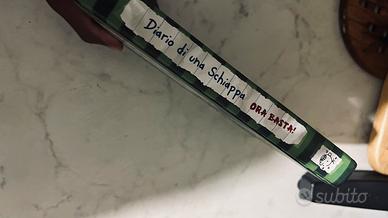 Diario di una Schiappa
ORA BASTA!
subito